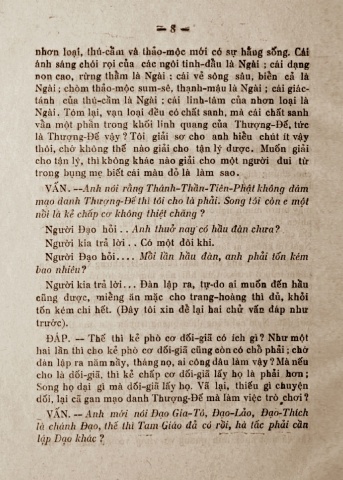 — 8 —
nhơn loại, thú-cầm và thảo-mộc mới có sự hằng sống. Cái
ánh sáng chói rọi của các ngôi tinh-đẩu là Ngài ; cái dạng
non cao, rừng thẳm là Ngài ; cái vẻ sông sâu, biển cả là
Ngài ; chòm thảo-mộc sum-sê, thạnh-mậu là Ngài ; cái giác-
tánh của thú-cầm là Ngài ; cái linh-tâm của nhơn loại là
Ngài. Tóm lại, vạn loại đều có chất sanh, mà cái chất sanh
vẫn một phần trong khối linh quang của Thượng-Đế, tức
là Thượng-Đế vậy ? Tôi giải sơ cho anh hiểu chút ít vậy
thôi, chớ không thế nào giải cho tận lý được. Muốn giải
cho tận lý, thì không khác nào giải cho một người đui từ
trong bụng mẹ biết cái màu đỏ là làm sao.
VẤN. —Anh nói rằng Thánh-Thần-Tiên-Phật không dám
mạo danh Thượng-Đế thì tôi cho là phải. Song tôi còn e một
nỗi là kẻ chấp cơ không thiệt chăng ?
Người Đạo hỏi . . Anh thuở nay có hầu đàn chưa ?
Người kia trả lời . . Có một đôi khi.
Người Đạo hỏi . . . . Mỗi lần hầu đàn, anh phải tốn kém
bao nhiêu ?
Người kia trả lời . . . Đàn lập ra, tự-do ai muốn đến hầu
cũng được, miễng ăn mặc cho trang-hoàng thì đủ, khỏi
tốn kém chi hết. (Đây tôi xin để lại hai chữ vấn đáp như
trước).
ĐÁP. — Thế thì kẻ phò cơ dối-giả có ích gì ? Như một
hai lần thì cho kẻ phò cơ dối-giả cũng còn có chỗ phải ; chớ
đàn lập ra năm nầy, tháng nọ, ai công đâu làm vậy ? Mà nếu
cho là dối-giả, thì kẻ chấp cơ dối-giả họ là phải hơn ;
Song họ dại gì mà dối-giả lấy họ. Vả lại, thiếu gì chuyện
dối, lại cả gan mạo danh Thượng-Đế mà làm việc trò chơi ?
VẤN. — Anh mới nói Đạo Gia-Tô, Đạo-Lảo, Đạo-Thích
là chánh Đạo, thế thì Tam Giáo đả có rồi, hà tắc phải cần
lập Đạo khác ?